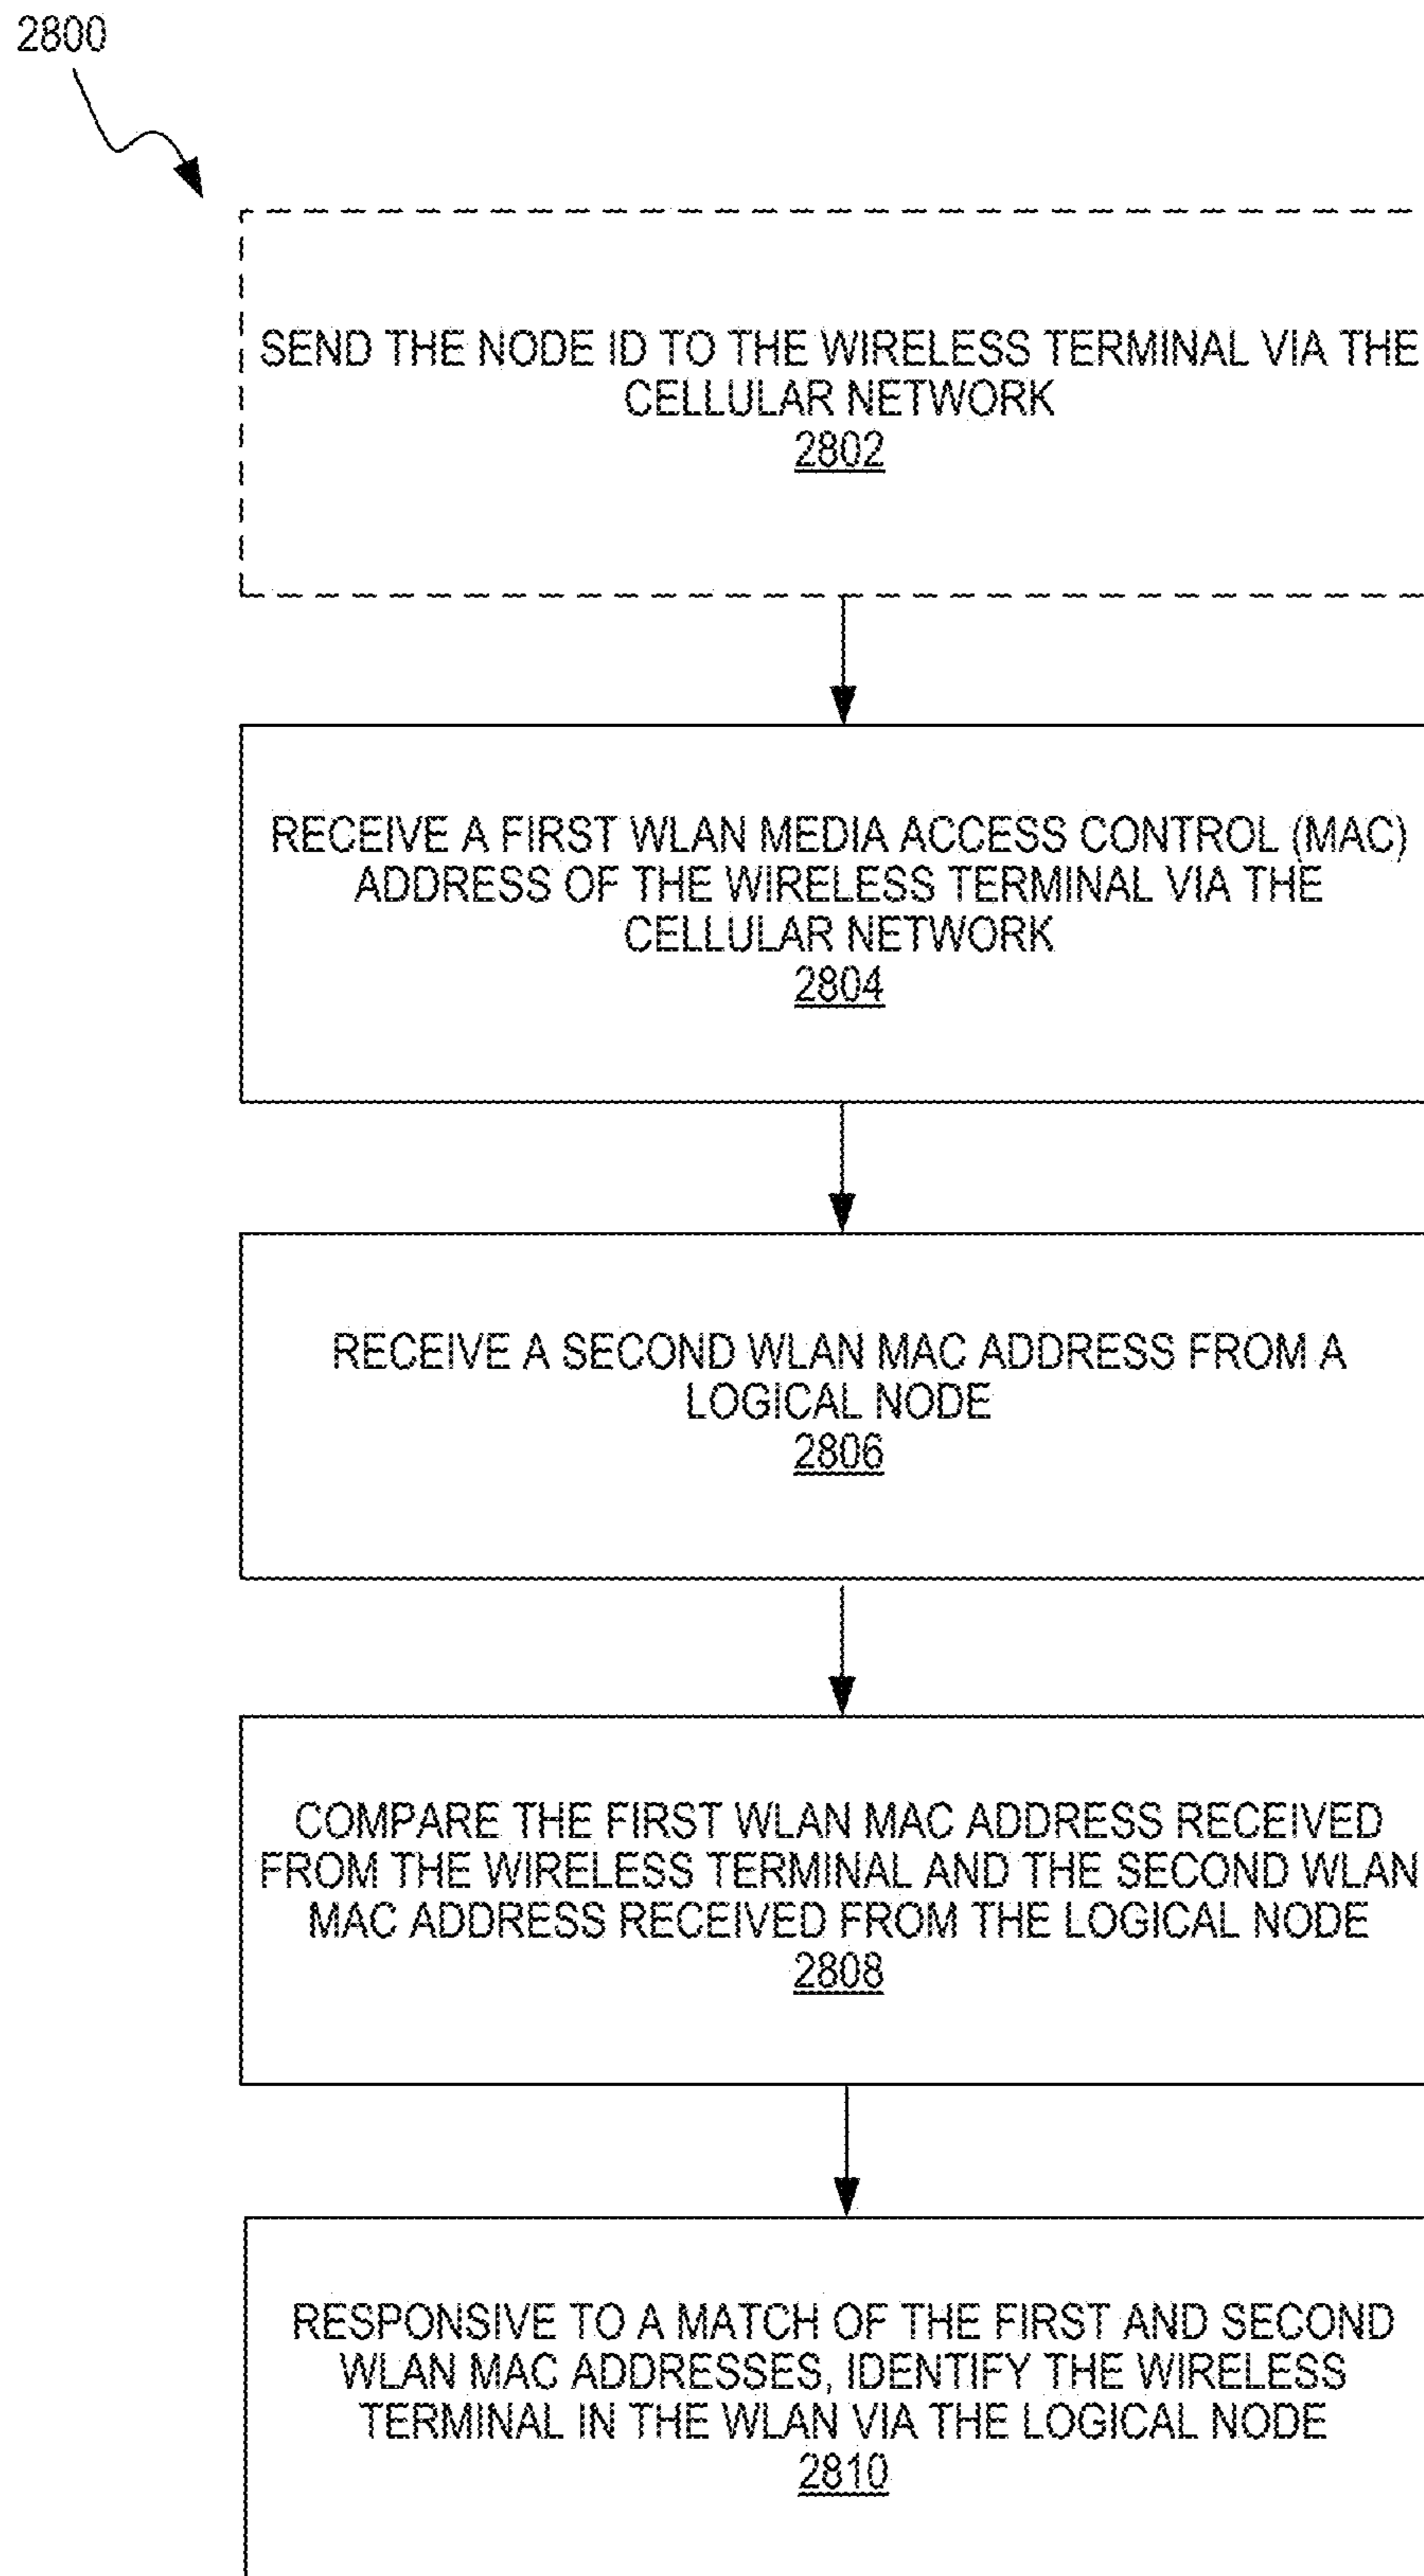 2800
SEND THE NODE ID TO THE WIRELESS TERMINAL VIA THE
CELLULAR NETWORK
2802
RECEIVE A FIRST WLAN MEDIA ACCESS CONTROL (MAC)
ADDRESS OF THE WIRELESS TERMINAL VIA THE
CELLULAR NETWORK
2804
RECEIVE A SECOND WLAN MAC ADDRESS FROM A
LOGICAL NODE
2806
COMPARE THE FIRST WLAN MAC ADDRESS RECEIVED
FROM THE WIRELESS TERMINAL AND THE SECOND WLAN
MAC ADDRESS RECEIVED FROM THE LOGICAL NODE
2808
RESPONSIVE TO A MATCH OF THE FIRST AND SECOND
WLAN MAC ADDRESSES, IDENTIFY THE WIRELESS
TERMINAL IN THE WLAN VIA THE LOGICAL NODE
2810